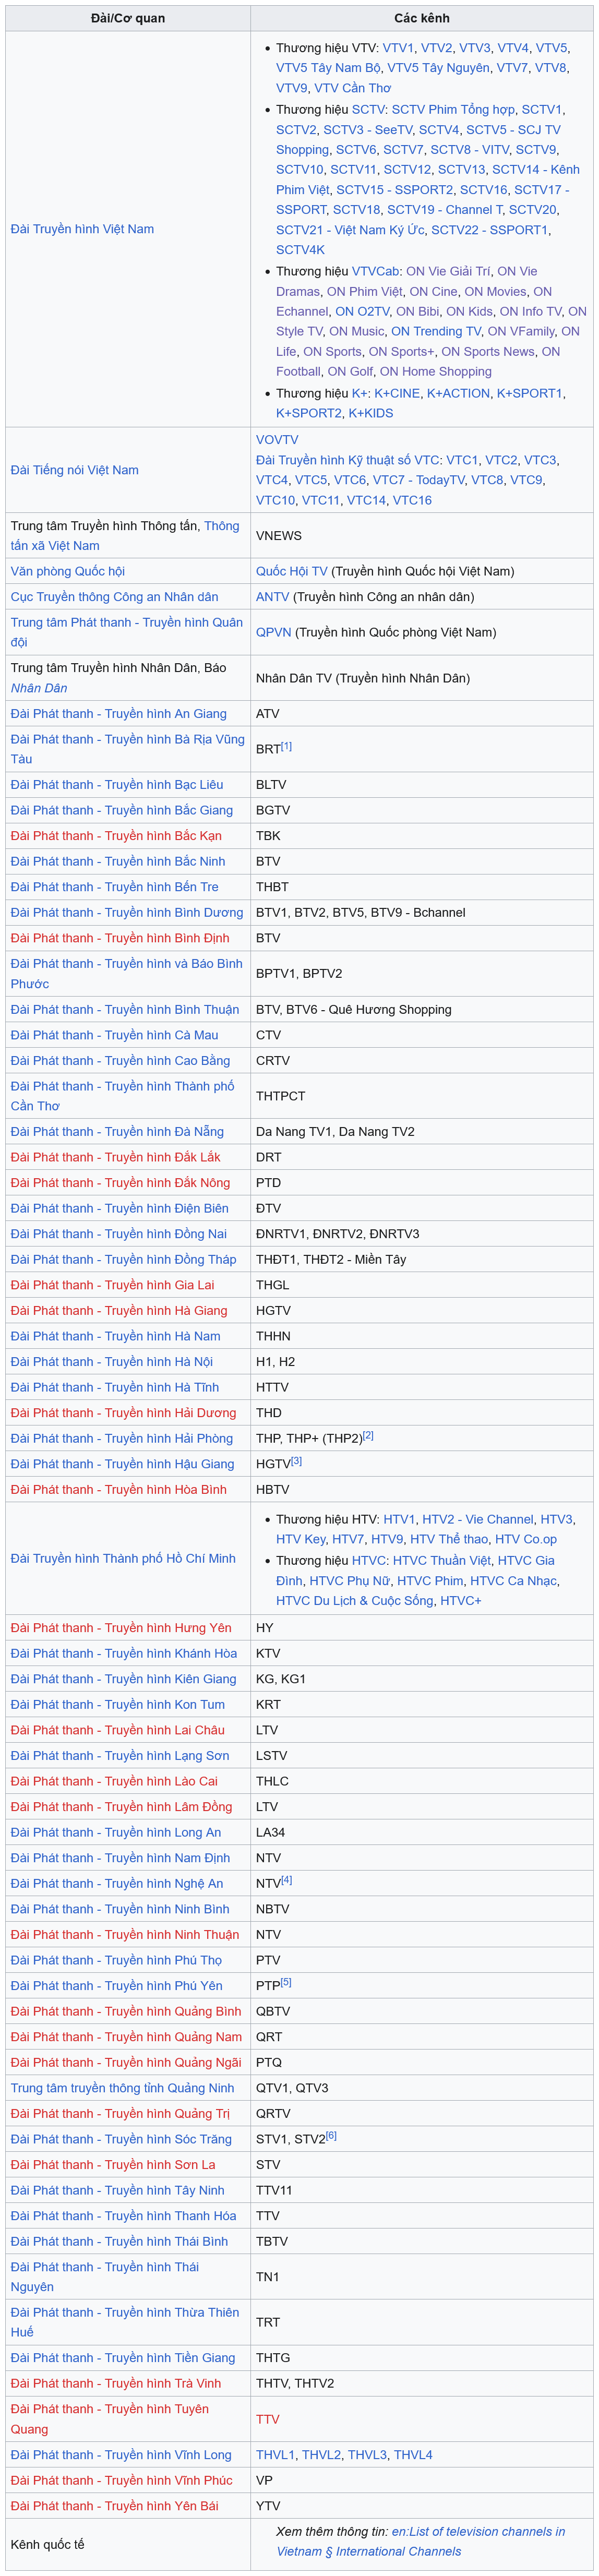 Đài/Cơ quan
Các kênh
Đài Truyền hình Việt Nam
Thương hiệu VTV: VTV1, VTV2, VTV3, VTV4, VTV5,
VTV5 Tây Nam Bộ, VTV5 Tây Nguyên, VTV7, VTV8,
VTV9, VTV Cần Thơ
Thương hiệu SCTV: SCTV Phim Tổng hợp, SCTV1,
SCTV2, SCTV3 - SeeTV, SCTV4, SCTV5 - SCJ TV
Shopping, SCTV6, SCTV7, SCTV8 - VITV, SCTV9,
SCTV10, SCTV11, SCTV12, SCTV13, SCTV14 - Kênh
Phim Việt, SCTV15 - SSPORT2, SCTV16, SCTV17 -
SSPORT, SCTV18, SCTV19 - Channel T, SCTV20,
SCTV21 - Việt Nam Ký Ức, SCTV22 - SSPORT1,
SCTV4K
Thương hiệu VTVCab: ON Vie Giải Trí, ON Vie
Dramas, ON Phim Việt, ON Cine, ON Movies, ON
Echannel, ON O2TV, ON Bibi, ON Kids, ON Info TV, ON
Style TV, ON Music, ON Trending TV, ON VFamily, ON
Life, ON Sports, ON Sports+, ON Sports News, ON
Football, ON Golf, ON Home Shopping
Thương hiệu K+: K+CINE, K+ACTION, K+SPORT1,
K+SPORT2, K+KIDS
Đài Tiếng nói Việt Nam
VOVTV
Đài Truyền hình Kỹ thuật số VTC: VTC1, VTC2, VTC3,
VTC4, VTC5, VTC6, VTC7 - TodayTV, VTC8, VTC9,
VTC10, VTC11, VTC14, VTC16
Trung tâm Truyền hình Thông tấn, Thông
tấn xã Việt Nam
VNEWS
Văn phòng Quốc hội
Quốc Hội TV (Truyền hình Quốc hội Việt Nam)
Cục Truyền thông Công an Nhân dân
ANTV (Truyền hình Công an nhân dân)
Trung tâm Phát thanh - Truyền hình Quân
đội
QPVN (Truyền hình Quốc phòng Việt Nam)
Trung tâm Truyền hình Nhân Dân, Báo
Nhân Dân
Nhân Dân TV (Truyền hình Nhân Dân)
Đài Phát thanh - Truyền hình An Giang
ATV
Đài Phát thanh - Truyền hình Bà Rịa Vũng
Tàu
BRT[1]
Đài Phát thanh - Truyền hình Bạc Liêu
BLTV
Đài Phát thanh - Truyền hình Bắc Giang
BGTV
Đài Phát thanh - Truyền hình Bắc Kạn
TBK
Đài Phát thanh - Truyền hình Bắc Ninh
BTV
Đài Phát thanh - Truyền hình Bến Tre
THBT
Đài Phát thanh - Truyền hình Bình Dương
BTV1, BTV2, BTV5, BTV9 - Bchannel
Đài Phát thanh - Truyền hình Bình Định
BTV
Đài Phát thanh - Truyền hình và Báo Bình
Phước
BPTV1, BPTV2
Đài Phát thanh - Truyền hình Bình Thuận
BTV, BTV6 - Quê Hương Shopping
Đài Phát thanh - Truyền hình Cà Mau
CTV
Đài Phát thanh - Truyền hình Cao Bằng
CRTV
Đài Phát thanh - Truyền hình Thành phố
Cần Thơ
THTPCT
Đài Phát thanh - Truyền hình Đà Nẵng
Da Nang TV1, Da Nang TV2
Đài Phát thanh - Truyền hình Đắk Lắk
DRT
Đài Phát thanh - Truyền hình Đắk Nông
PTD
Đài Phát thanh - Truyền hình Điện Biên
ĐTV
Đài Phát thanh - Truyền hình Đồng Nai
ĐNRTV1, ĐNRTV2, ĐNRTV3
Đài Phát thanh - Truyền hình Đồng Tháp
THĐT1, THĐT2 - Miền Tây
Đài Phát thanh - Truyền hình Gia Lai
THGL
Đài Phát thanh - Truyền hình Hà Giang
HGTV
Đài Phát thanh - Truyền hình Hà Nam
THHN
Đài Phát thanh - Truyền hình Hà Nội
H1, H2
Đài Phát thanh - Truyền hình Hà Tĩnh
HTTV
Đài Phát thanh - Truyền hình Hải Dương
THD
Đài Phát thanh - Truyền hình Hải Phòng
THP, THP+ (THP2)[2]
Đài Phát thanh - Truyền hình Hậu Giang
HGTV[3]
Đài Phát thanh - Truyền hình Hòa Bình
HBTV
Đài Truyền hình Thành phố Hồ Chí Minh
Thương hiệu HTV: HTV1, HTV2 - Vie Channel, HTV3,
HTV Key, HTV7, HTV9, HTV Thể thao, HTV Co.op
Thương hiệu HTVC: HTVC Thuần Việt, HTVC Gia
Đình, HTVC Phụ Nữ, HTVC Phim, HTVC Ca Nhạc,
HTVC Du Lịch & Cuộc Sống, HTVC+
Đài Phát thanh - Truyền hình Hưng Yên
HY
Đài Phát thanh - Truyền hình Khánh Hòa
KTV
Đài Phát thanh - Truyền hình Kiên Giang
KG, KG1
Đài Phát thanh - Truyền hình Kon Tum
KRT
Đài Phát thanh - Truyền hình Lai Châu
LTV
Đài Phát thanh - Truyền hình Lạng Sơn
LSTV
Đài Phát thanh - Truyền hình Lào Cai
THLC
Đài Phát thanh - Truyền hình Lâm Đồng
LTV
Đài Phát thanh - Truyền hình Long An
LA34
Đài Phát thanh - Truyền hình Nam Định
NTV
Đài Phát thanh - Truyền hình Nghệ An
NTV[4]
Đài Phát thanh - Truyền hình Ninh Bình
NBTV
Đài Phát thanh - Truyền hình Ninh Thuận
NTV
Đài Phát thanh - Truyền hình Phú Thọ
PTV
Đài Phát thanh - Truyền hình Phú Yên
PTP[5]
Đài Phát thanh - Truyền hình Quảng Bình
QBTV
Đài Phát thanh - Truyền hình Quảng Nam
QRT
Đài Phát thanh - Truyền hình Quảng Ngãi
PTQ
Trung tâm truyền thông tỉnh Quảng Ninh
QTV1, QTV3
Đài Phát thanh - Truyền hình Quảng Trị
QRTV
Đài Phát thanh - Truyền hình Sóc Trăng
STV1, STV2[6]
Đài Phát thanh - Truyền hình Sơn La
STV
Đài Phát thanh - Truyền hình Tây Ninh
TTV11
Đài Phát thanh - Truyền hình Thanh Hóa
TTV
Đài Phát thanh - Truyền hình Thái Bình
TBTV
Đài Phát thanh - Truyền hình Thái
Nguyên
TN1
Đài Phát thanh - Truyền hình Thừa Thiên
Huế
TRT
Đài Phát thanh - Truyền hình Tiền Giang
THTG
Đài Phát thanh - Truyền hình Trà Vinh
THTV, THTV2
Đài Phát thanh - Truyền hình Tuyên
Quang
TTV
Đài Phát thanh - Truyền hình Vĩnh Long
THVL1, THVL2, THVL3, THVL4
Đài Phát thanh - Truyền hình Vĩnh Phúc
VP
Đài Phát thanh - Truyền hình Yên Bái
YTV
Kênh quốc tế
Xem thêm thông tin: en:List of television channels in
Vietnam § International Channels